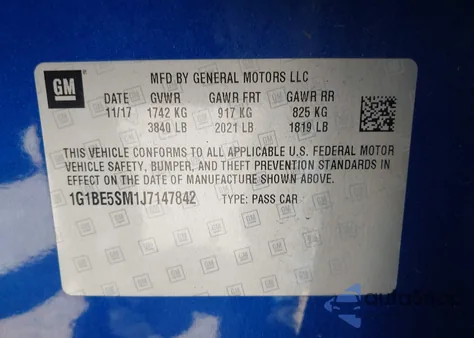 GM
MFD BY GENERAL MOTORS LLC
DATE GVWR GAWR FRT GAWR RR
11/17 1742 KG 917 KG 825 KG
3840 LB 2021 LB 1819 LB
THIS VEHICLE CONFORMS TO ALL APPLICABLE U.S. FEDERAL MOTOR
VEHICLE SAFETY, BUMPER, AND THEFT PREVENTION STANDARDS IN
EFFECT ON THE DATE OF MANUFACTURE SHOWN ABOVE.
1G1BE5SM1J7147842 TYPE: PASS CAR